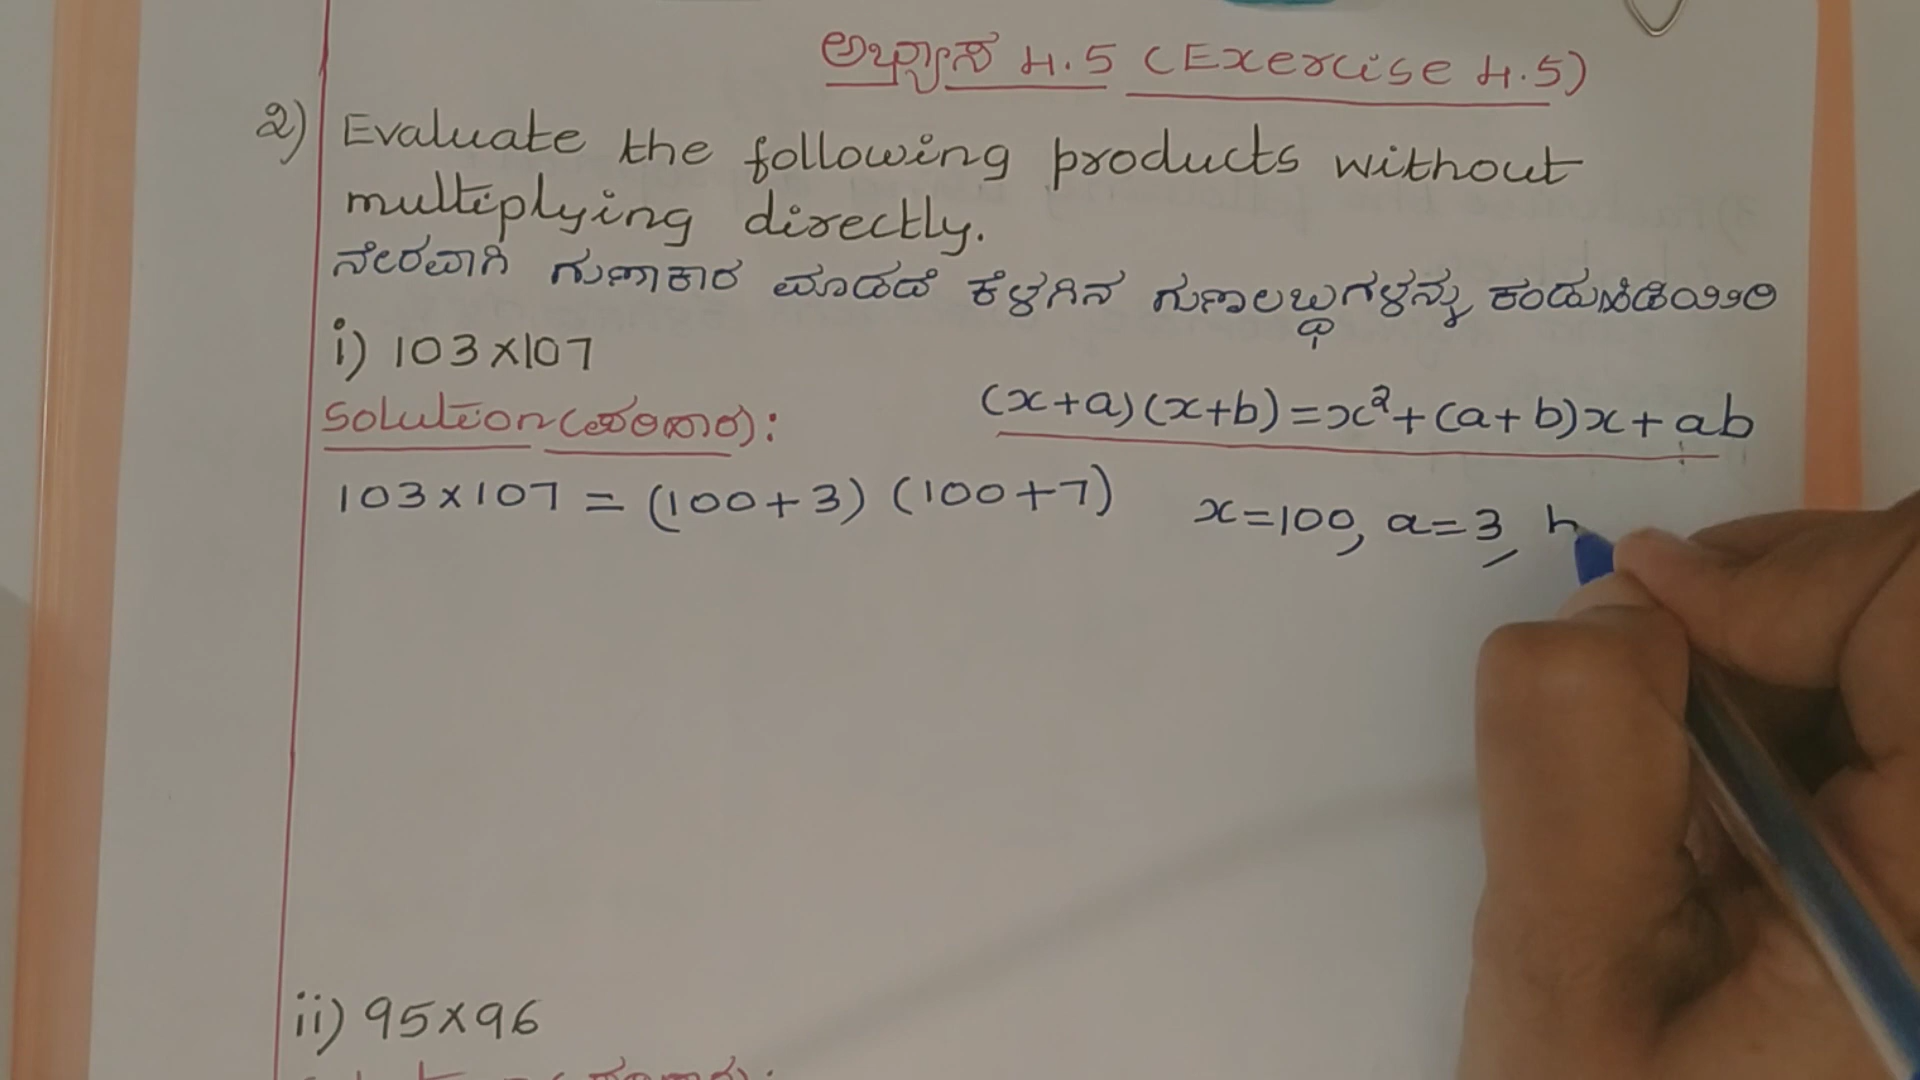 ಅಭ್ಯಾಸ 4.5 (Exercise 4.5)
2) Evaluate the following products without
multiplying directly.
ನೇರವಾಗಿ ಗುಣಾಕಾರ ಮಾಡದೆ ಕೆಳಗಿನ ಗುಣಾಲಬ್ಧಗಳನ್ನು ಕಂಡುಹಿಡಿಯಿರಿ
i) 103×107
Solution (ಪರಿಹಾರ):
(x+a)(x+b)=x²+(a+b)x+ab
103×107 = (100+3) (100+7) x=100, a=3,
ii) 95×96